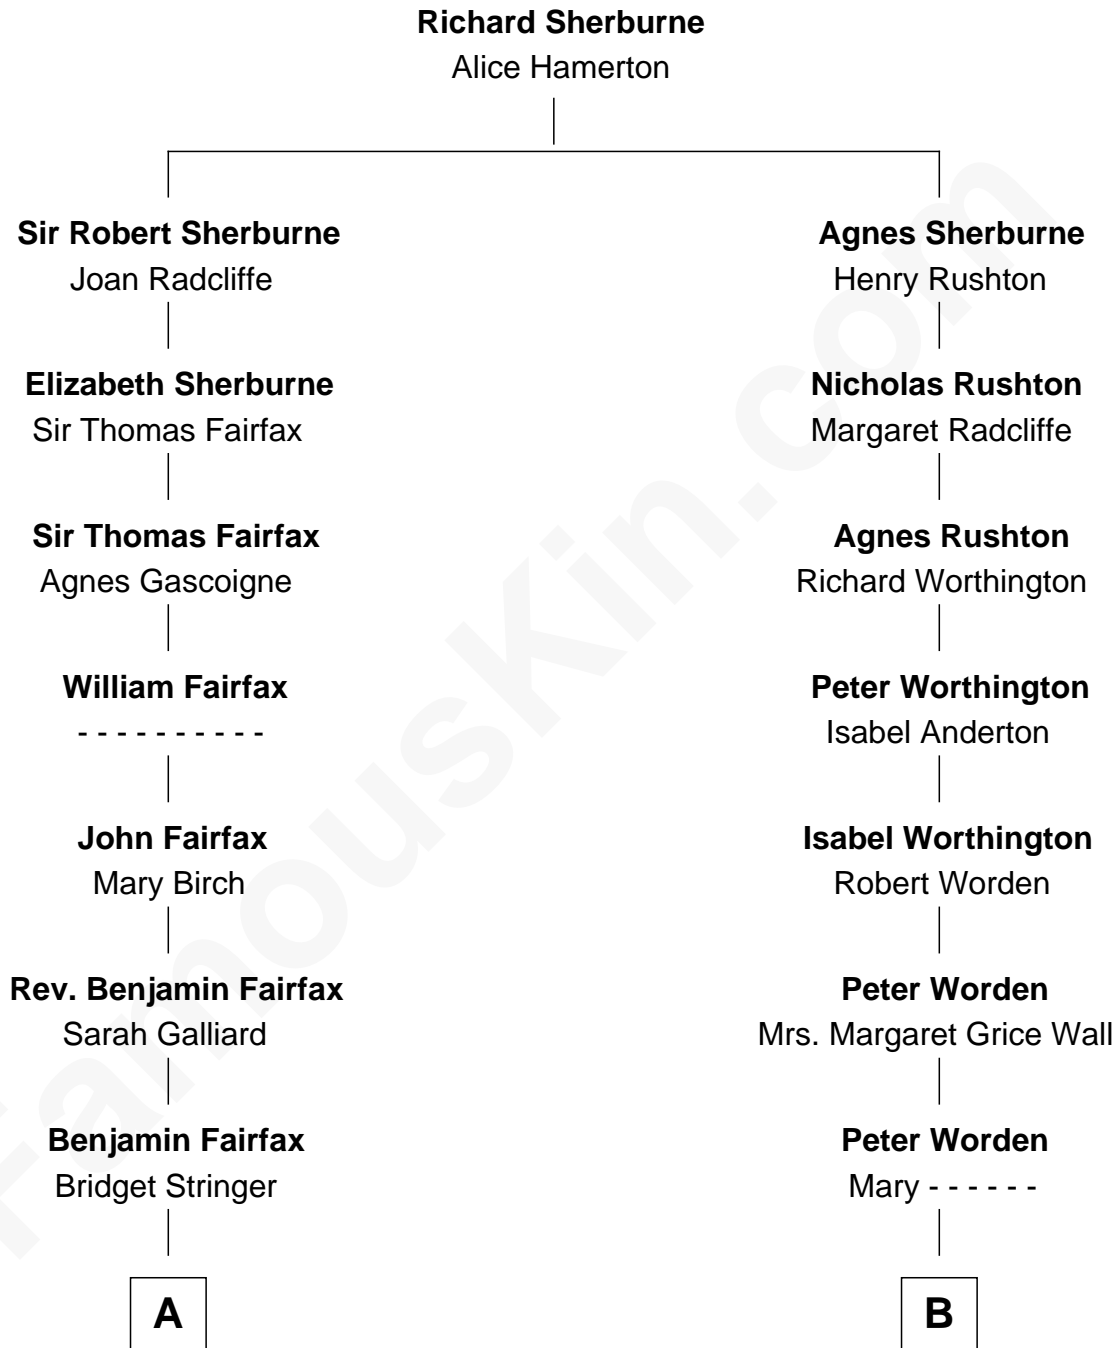 Richard Sherburne
Alice Hamerton
Sir Robert Sherburne
Joan Radcliffe
Agnes Sherburne
Henry Rushton
Elizabeth Sherburne
Sir Thomas Fairfax
Nicholas Rushton
Margaret Radcliffe
Sir Thomas Fairfax
Agnes Gascoigne
Agnes Rushton
Richard Worthington
William Fairfax
- - - - - - - - - -
Peter Worthington
Isabel Anderton
John Fairfax
Mary Birch
Isabel Worthington
Robert Worden
Rev. Benjamin Fairfax
Sarah Galliard
Peter Worden
Mrs. Margaret Grice Wall
Benjamin Fairfax
Bridget Stringer
Peter Worden
Mary - - - - - -
A
B
FamousKin.com